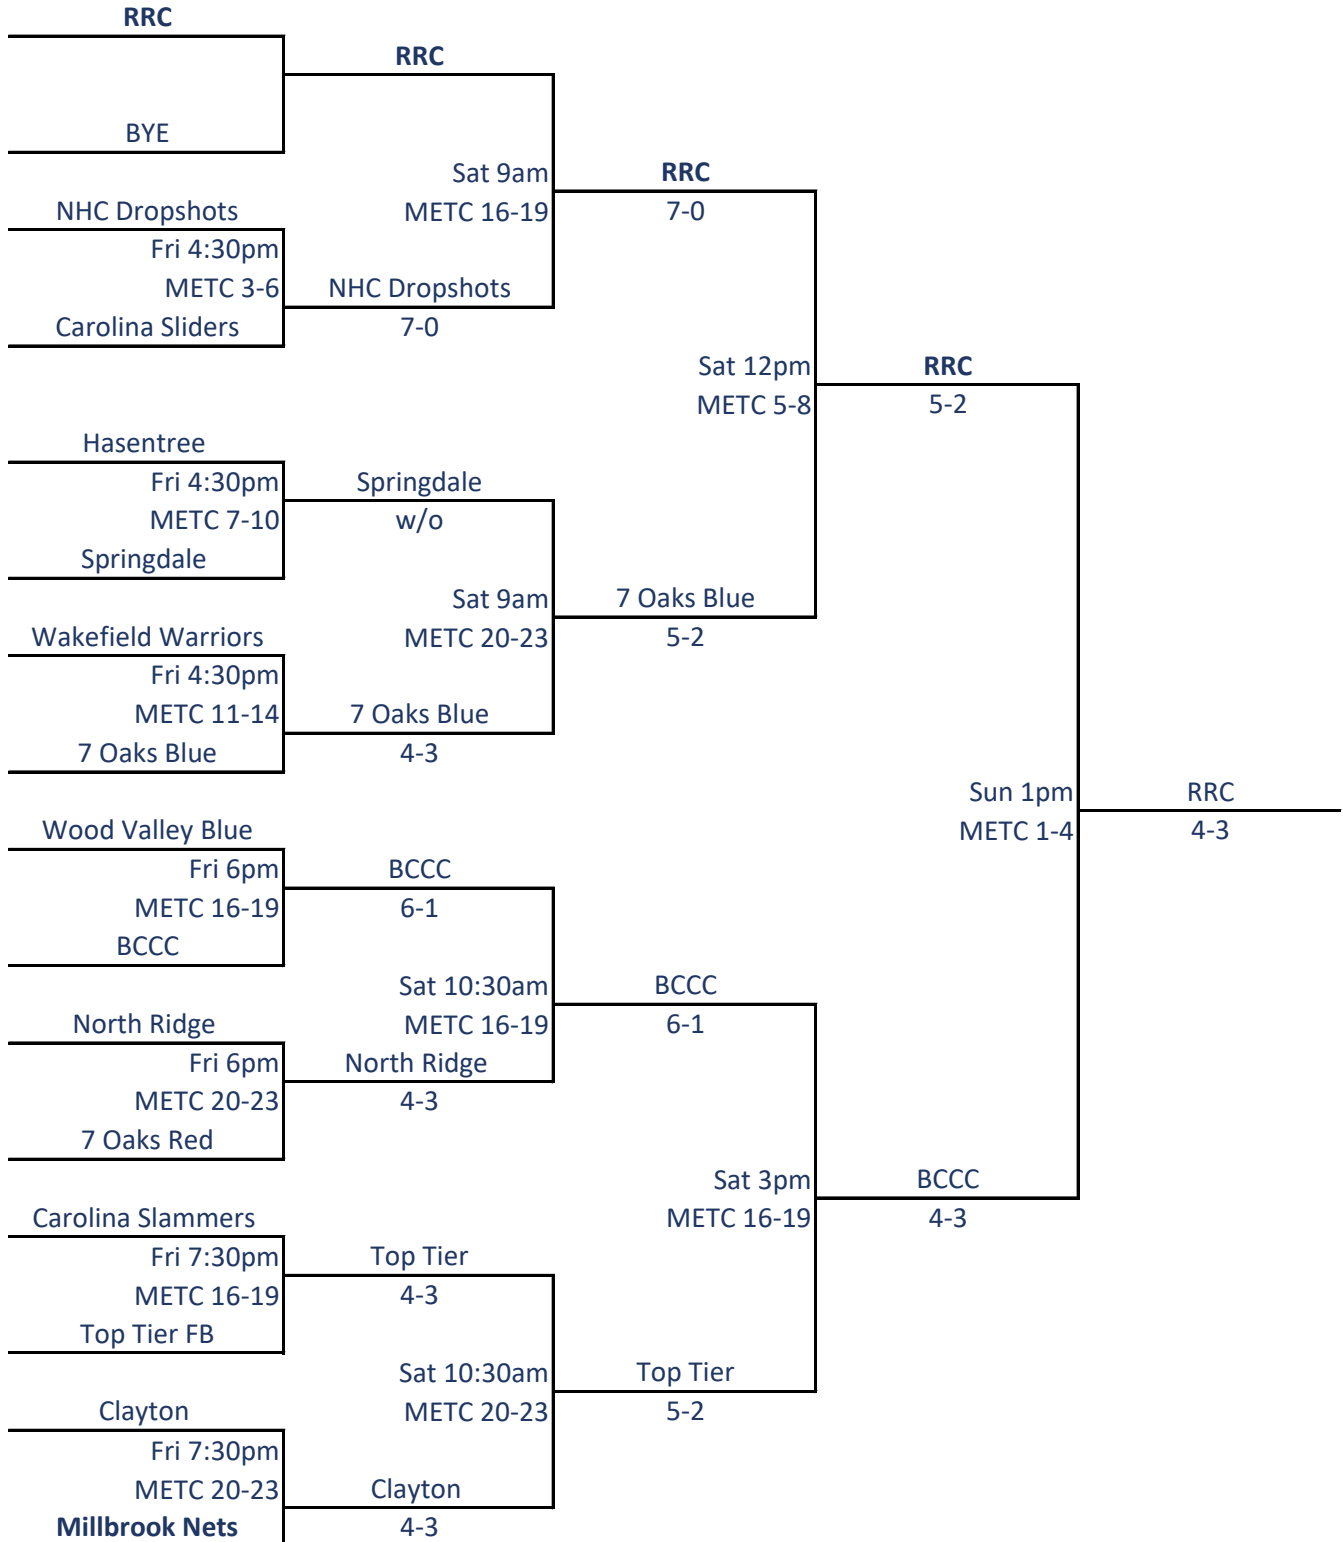 RRC
RRC
BYE
Sat 9am
RRC
METC 16-19
7-0
NHC Dropshots
Fri 4:30pm
METC 3-6
NHC Dropshots
Carolina Sliders
7-0
Sat 12pm
RRC
METC 5-8
5-2
Hasentree
Fri 4:30pm
Springdale
METC 7-10
w/o
Springdale
Sat 9am
7 Oaks Blue
METC 20-23
5-2
Wakefield Warriors
Fri 4:30pm
METC 11-14
7 Oaks Blue
7 Oaks Blue
4-3
Sun 1pm
RRC
METC 1-4
4-3
Wood Valley Blue
Fri 6pm
BCCC
METC 16-19
6-1
BCCC
Sat 10:30am
BCCC
METC 16-19
6-1
North Ridge
Fri 6pm
North Ridge
METC 20-23
4-3
7 Oaks Red
Sat 3pm
BCCC
METC 16-19
4-3
Carolina Slammers
Fri 7:30pm
Top Tier
METC 16-19
4-3
Top Tier FB
Sat 10:30am
Top Tier
METC 20-23
5-2
Clayton
Fri 7:30pm
METC 20-23
Clayton
Millbrook Nets
4-3